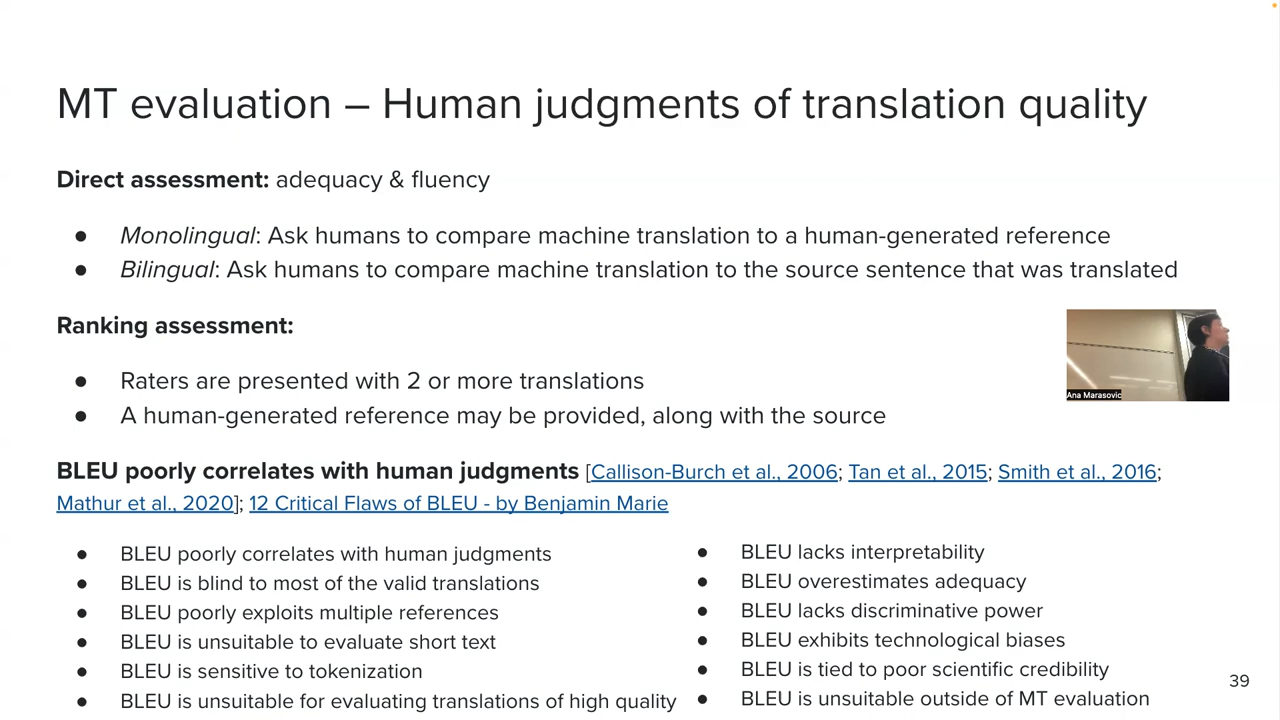 MT evaluation – Human judgments of translation quality
Direct assessment: adequacy & fluency
● Monolingual: Ask humans to compare machine translation to a human-generated reference
● Bilingual: Ask humans to compare machine translation to the source sentence that was translated
Ranking assessment:
● Raters are presented with 2 or more translations
● A human-generated reference may be provided, along with the source
Ana Marasovic
BLEU poorly correlates with human judgments [Callison-Burch et al., 2006; Tan et al., 2015; Smith et al., 2016;
Mathur et al., 2020]; 12 Critical Flaws of BLEU - by Benjamin Marie
● BLEU poorly correlates with human judgments
● BLEU is blind to most of the valid translations
● BLEU poorly exploits multiple references
● BLEU is unsuitable to evaluate short text
● BLEU is sensitive to tokenization
● BLEU is unsuitable for evaluating translations of high quality
● BLEU lacks interpretability
● BLEU overestimates adequacy
● BLEU lacks discriminative power
● BLEU exhibits technological biases
● BLEU is tied to poor scientific credibility
● BLEU is unsuitable outside of MT evaluation
39